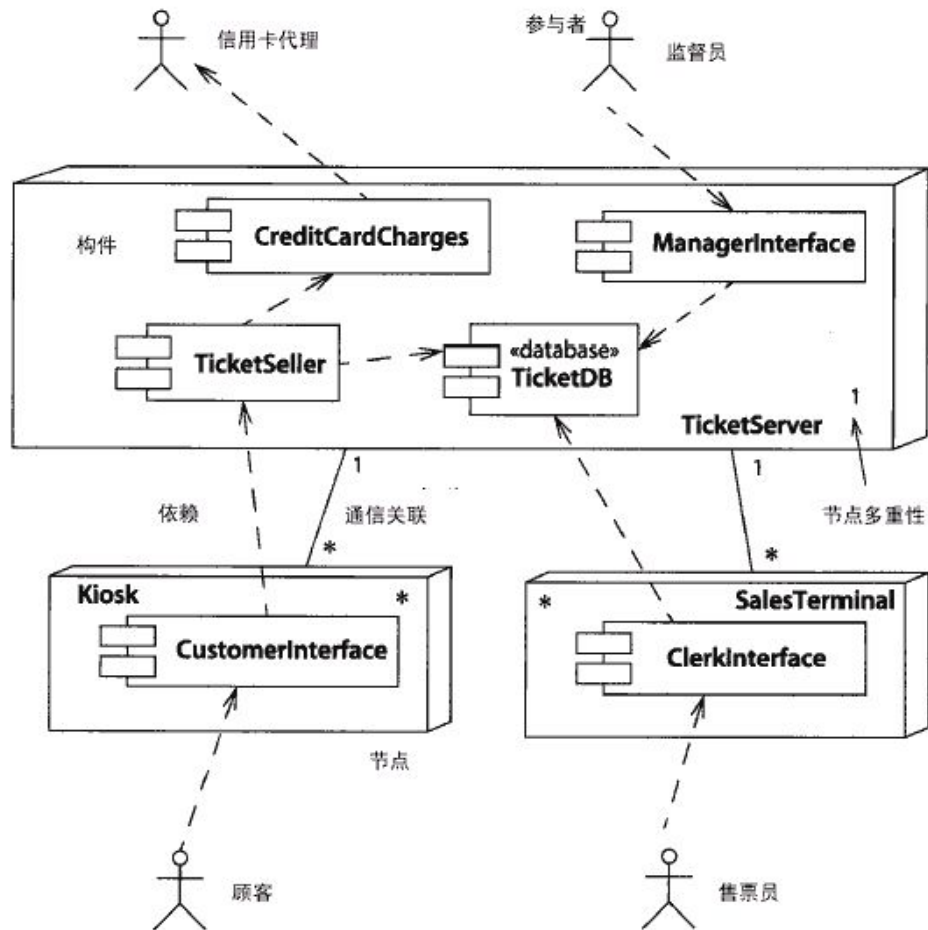 信用卡代理
参与者
监督员
构件
CreditCardCharges
ManagerInterface
TicketSeller
«database»
TicketDB
1
TicketServer
1
1
依赖
通信关联
节点多重性
*
*
Kiosk
*
*
SalesTerminal
CustomerInterface
ClerkInterface
节点
顾客
售票员